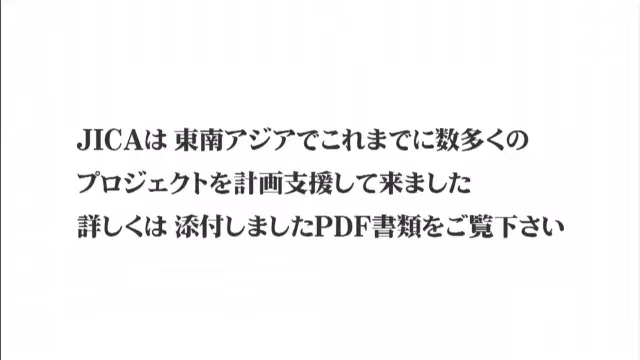 JICAは 東南アジアでこれまでに数多くの
プロジェクトを計画支援して来ました
詳しくは 添付しましたPDF書類をご覧下さい